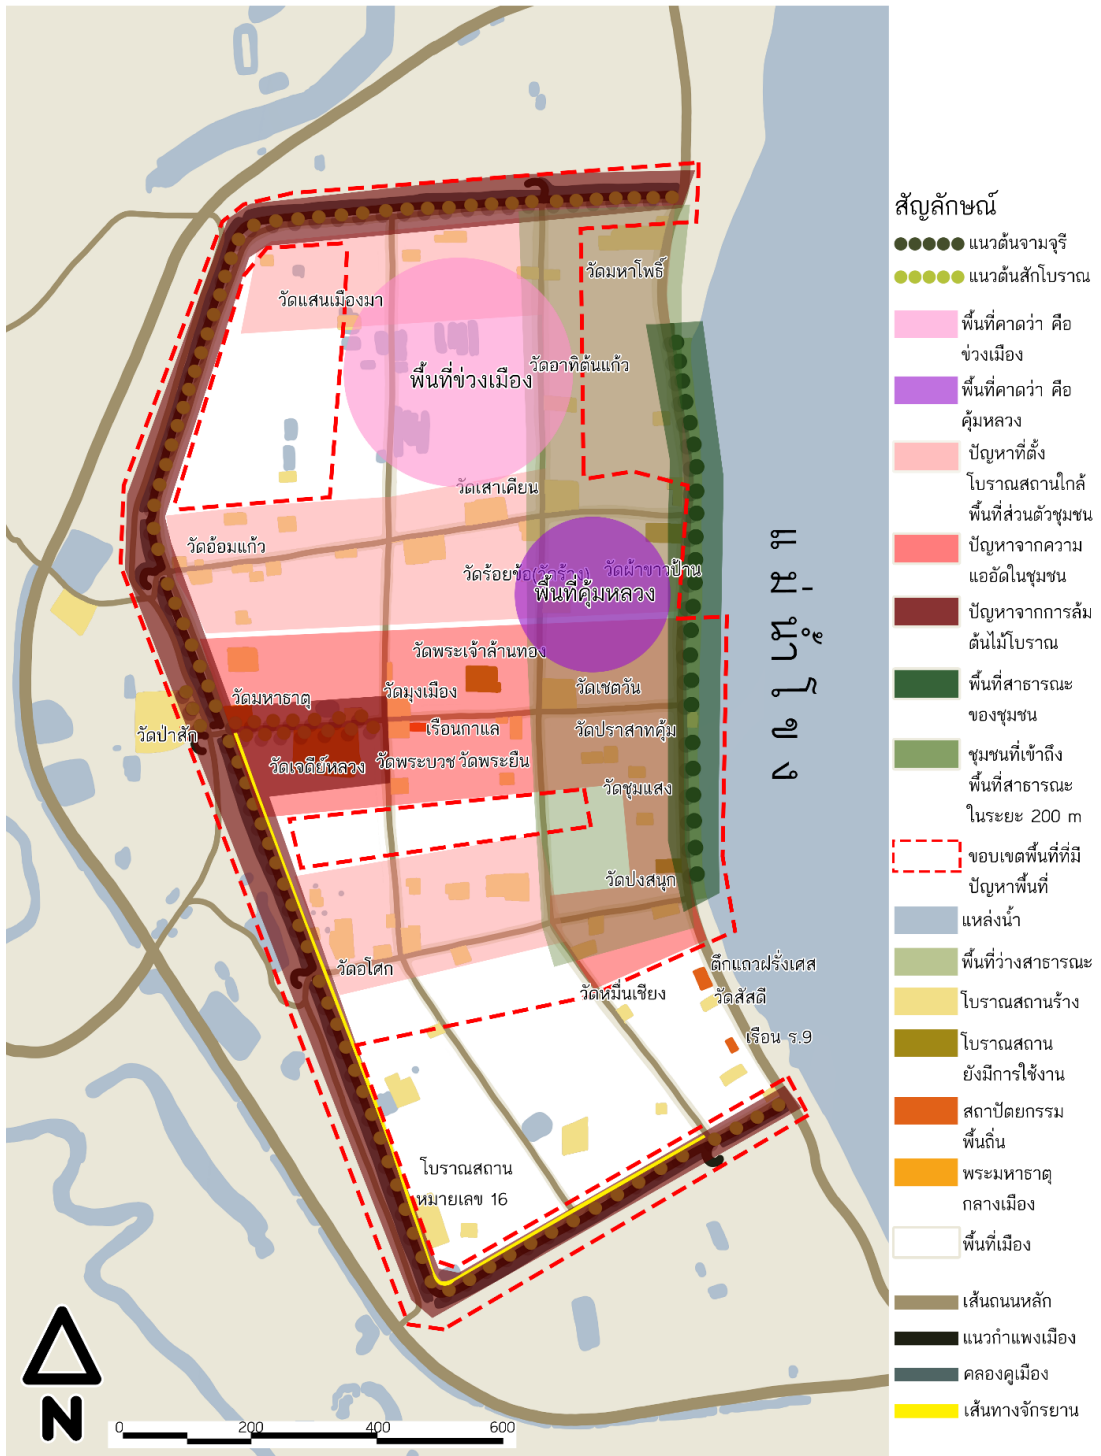 วัดมหาโพธิ์
วัดแสนเมืองมา
วัดอาทิต้นแก้ว
พื้นที่ข่วงเมือง
วัดเสาเคียน
วัดอ้อมแก้ว
วัดร้อยข้อ(วัดร้าง)
วัดผ้าขาวป้าน
พื้นที่คุ้มหลวง
แม่น้ำโขง
วัดพระเจ้าล้านทอง
วัดมหาธาตุ
วัดมุงเมือง
วัดเชตวัน
วัดป่าสัก
เรือนกาแล
วัดปราสาทคุ้ม
วัดเจดีย์หลวง
วัดพระบวช
วัดพระยืน
วัดชุมแสง
วัดปงสนุก
วัดอโศก
ตึกแถวฝรั่งเศส
วัดหมื่นเชียง
วัดสัสดี
เรือน ร.9
โบราณสถาน
หมายเลข 16
N
0 200 400 600
สัญลักษณ์
แนวต้นจามจุรี
แนวต้นสักโบราณ
พื้นที่คาดว่า คือ
ข่วงเมือง
พื้นที่คาดว่า คือ
คุ้มหลวง
ปัญหาที่ตั้ง
โบราณสถานใกล้
พื้นที่ส่วนตัวชุมชน
ปัญหาจากความ
แออัดในชุมชน
ปัญหาจากการล้ม
ต้นไม้โบราณ
พื้นที่สาธารณะ
ของชุมชน
ชุมชนที่เข้าถึง
พื้นที่สาธารณะ
ในระยะ 200 m
ขอบเขตพื้นที่ที่มี
ปัญหาพื้นที่
แหล่งน้ำ
พื้นที่ว่างสาธารณะ
โบราณสถานร้าง
โบราณสถาน
ยังมีการใช้งาน
สถาปัตยกรรม
พื้นถิ่น
พระมหาธาตุ
กลางเมือง
พื้นที่เมือง
เส้นถนนหลัก
แนวกำแพงเมือง
คลองคูเมือง
เส้นทางจักรยาน